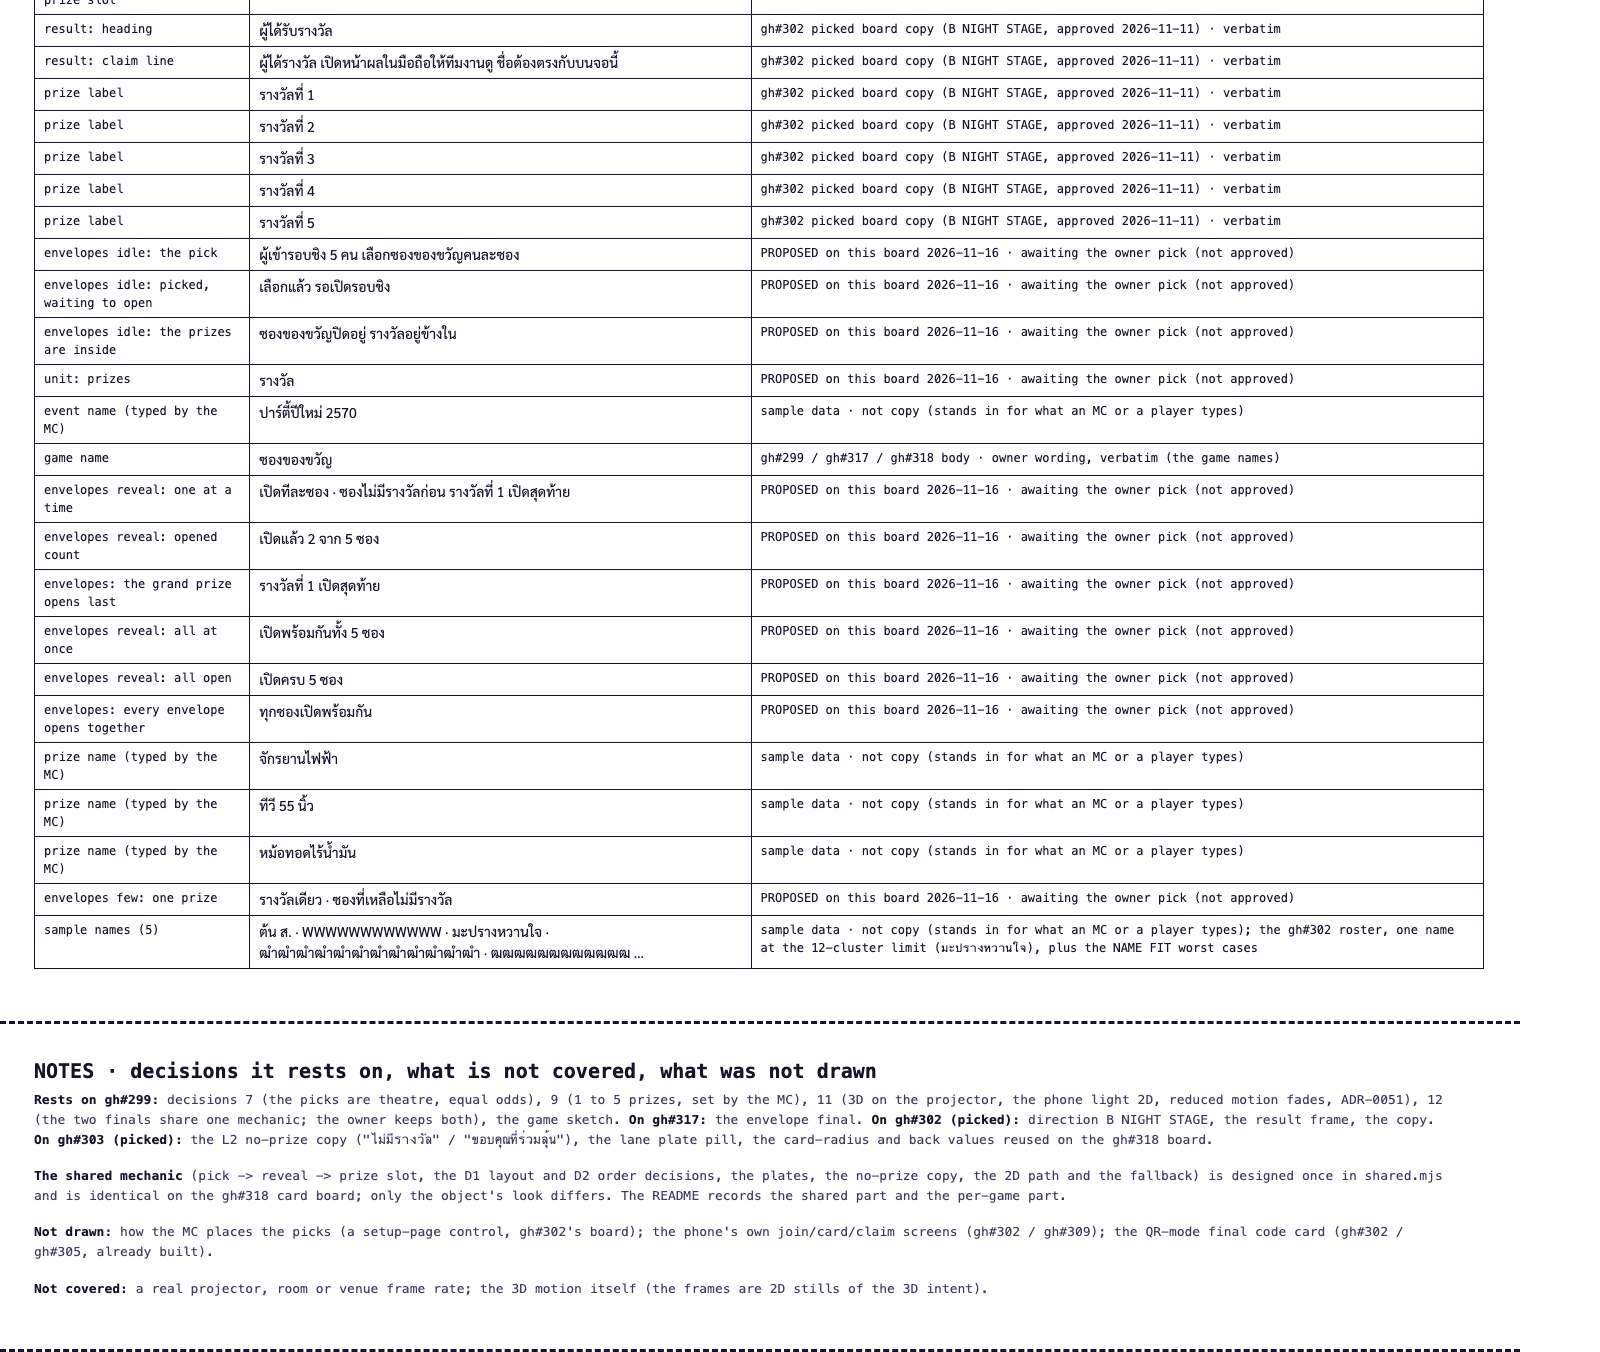 prize slot
result: heading
ผู้ได้รับรางวัล
gh#302 picked board copy (B NIGHT STAGE, approved 2026-11-11) · verbatim
result: claim line
ผู้ได้รางวัล เปิดหน้าผลในมือถือให้ทีมงานดู ชื่อต้องตรงกับบนจอนี้
gh#302 picked board copy (B NIGHT STAGE, approved 2026-11-11) · verbatim
prize label
รางวัลที่ 1
gh#302 picked board copy (B NIGHT STAGE, approved 2026-11-11) · verbatim
prize label
รางวัลที่ 2
gh#302 picked board copy (B NIGHT STAGE, approved 2026-11-11) · verbatim
prize label
รางวัลที่ 3
gh#302 picked board copy (B NIGHT STAGE, approved 2026-11-11) · verbatim
prize label
รางวัลที่ 4
gh#302 picked board copy (B NIGHT STAGE, approved 2026-11-11) · verbatim
prize label
รางวัลที่ 5
gh#302 picked board copy (B NIGHT STAGE, approved 2026-11-11) · verbatim
envelopes idle: the pick
ผู้เข้ารอบชิง 5 คน เลือกซองของขวัญคนละซอง
PROPOSED on this board 2026-11-16 · awaiting the owner pick (not approved)
envelopes idle: picked,
waiting to open
เลือกแล้ว รอเปิดรอบชิง
PROPOSED on this board 2026-11-16 · awaiting the owner pick (not approved)
envelopes idle: the prizes
are inside
ซองของขวัญปิดอยู่ รางวัลอยู่ข้างใน
PROPOSED on this board 2026-11-16 · awaiting the owner pick (not approved)
unit: prizes
รางวัล
PROPOSED on this board 2026-11-16 · awaiting the owner pick (not approved)
event name (typed by the
MC)
ปาร์ตี้ปีใหม่ 2570
sample data · not copy (stands in for what an MC or a player types)
game name
ซองของขวัญ
gh#299 / gh#317 / gh#318 body · owner wording, verbatim (the game names)
envelopes reveal: one at a
time
เปิดทีละซอง · ซองไม่มีรางวัลก่อน รางวัลที่ 1 เปิดสุดท้าย
PROPOSED on this board 2026-11-16 · awaiting the owner pick (not approved)
envelopes reveal: opened
count
เปิดแล้ว 2 จาก 5 ซอง
PROPOSED on this board 2026-11-16 · awaiting the owner pick (not approved)
envelopes: the grand prize
opens last
รางวัลที่ 1 เปิดสุดท้าย
PROPOSED on this board 2026-11-16 · awaiting the owner pick (not approved)
envelopes reveal: all at
once
เปิดพร้อมกันทั้ง 5 ซอง
PROPOSED on this board 2026-11-16 · awaiting the owner pick (not approved)
envelopes reveal: all open
เปิดครบ 5 ซอง
PROPOSED on this board 2026-11-16 · awaiting the owner pick (not approved)
envelopes: every envelope
opens together
ทุกซองเปิดพร้อมกัน
PROPOSED on this board 2026-11-16 · awaiting the owner pick (not approved)
prize name (typed by the
MC)
จักรยานไฟฟ้า
sample data · not copy (stands in for what an MC or a player types)
prize name (typed by the
MC)
ทีวี 55 นิ้ว
sample data · not copy (stands in for what an MC or a player types)
prize name (typed by the
MC)
หม้อทอดไร้น้ำมัน
sample data · not copy (stands in for what an MC or a player types)
envelopes few: one prize
รางวัลเดียว · ซองที่เหลือไม่มีรางวัล
PROPOSED on this board 2026-11-16 · awaiting the owner pick (not approved)
sample names (5)
ต้น ส. · WWWWWWWWWWWW · มะปรางหวานใจ ·
sample data · not copy (stands in for what an MC or a player types); the gh#302 roster, one name
at the 12-cluster limit (มะปรางหวานใจ), plus the NAME FIT worst cases
NOTES · decisions it rests on, what is not covered, what was not drawn
Rests on gh#299: decisions 7 (the picks are theatre, equal odds), 9 (1 to 5 prizes, set by the MC), 11 (3D on the projector, the phone light 2D, reduced motion fades, ADR-0051), 12
(the two finals share one mechanic; the owner keeps both), the game sketch. On gh#317: the envelope final. On gh#302 (picked): direction B NIGHT STAGE, the result frame, the copy.
On gh#303 (picked): the L2 no-prize copy ("ไม่มีรางวัล" / "ขอบคุณที่ร่วมลุ้น"), the lane plate pill, the card-radius and back values reused on the gh#318 board.
The shared mechanic (pick -> reveal -> prize slot, the D1 layout and D2 order decisions, the plates, the no-prize copy, the 2D path and the fallback) is designed once in shared.mjs
and is identical on the gh#318 card board; only the object's look differs. The README records the shared part and the per-game part.
Not drawn: how the MC places the picks (a setup-page control, gh#302's board); the phone's own join/card/claim screens (gh#302 / gh#309); the QR-mode final code card (gh#302 /
gh#305, already built).
Not covered: a real projector, room or venue frame rate; the 3D motion itself (the frames are 2D stills of the 3D intent).